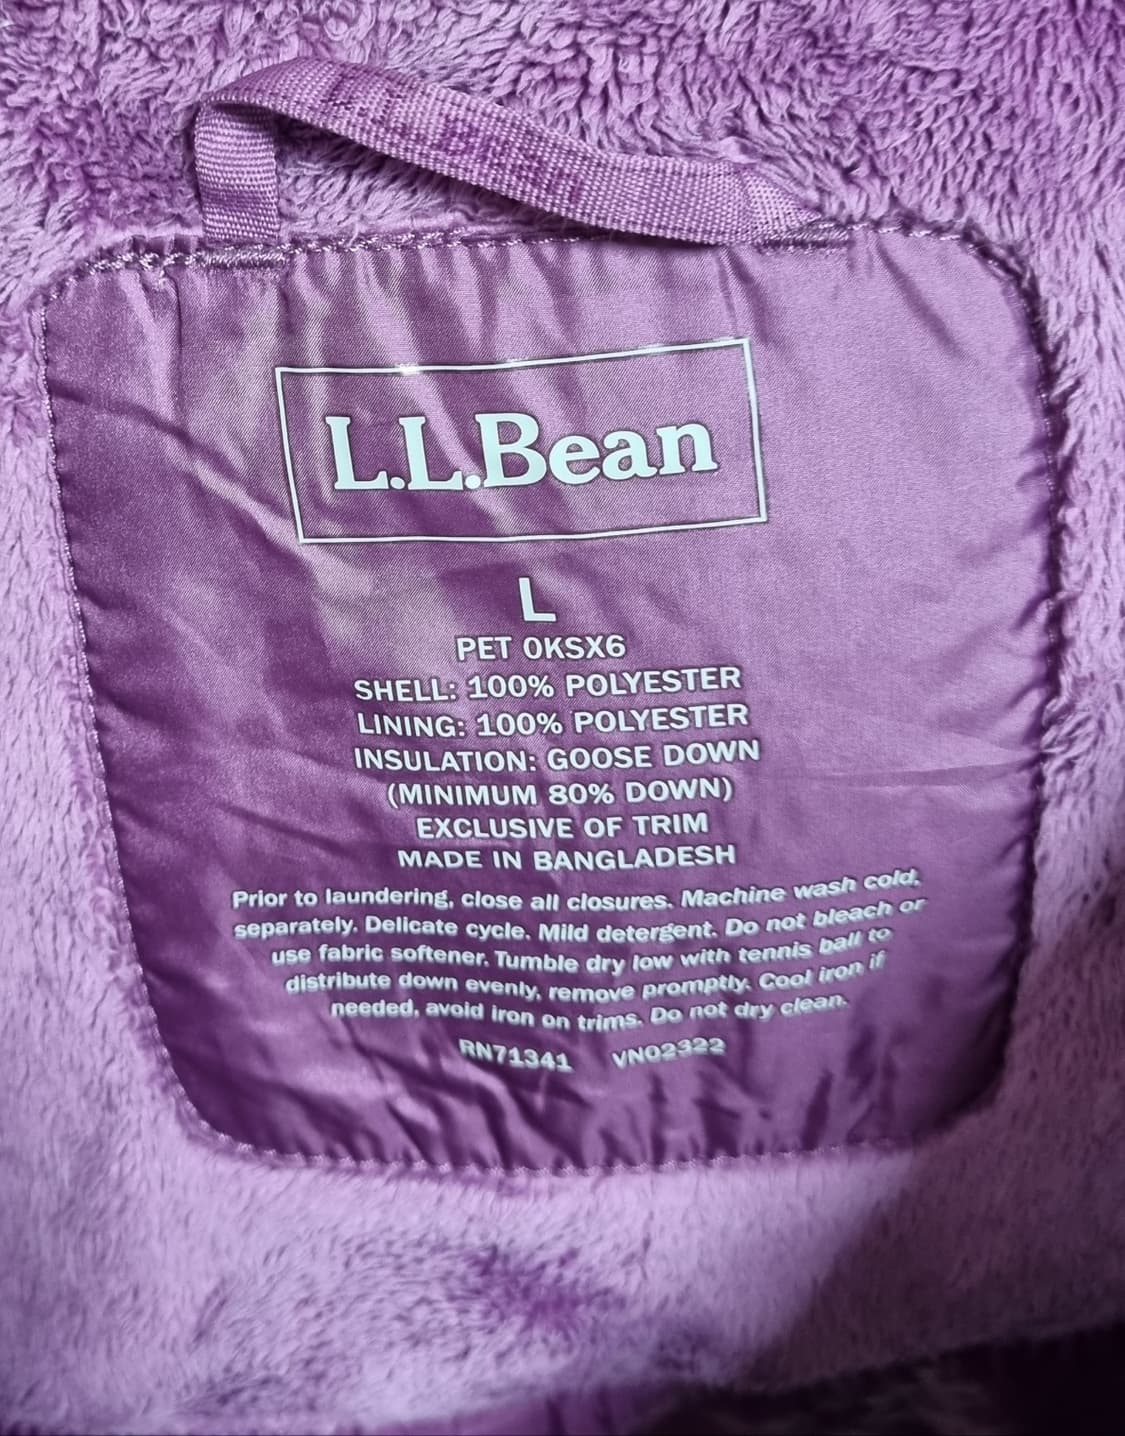 L.L.Bean
L
PET 0KSX6
SHELL: 100% POLYESTER
LINING: 100% POLYESTER
INSULATION: GOOSE DOWN
(MINIMUM 80% DOWN)
EXCLUSIVE OF TRIM
MADE IN BANGLADESH
Prior to laundering, close all closures. Machine wash cold,
separately. Delicate cycle. Mild detergent. Do not bleach or
use fabric softener. Tumble dry low with tennis ball to
distribute down evenly, remove promptly. Cool iron if
needed, avoid iron on trims. Do not dry clean.
RN71341 VN02322